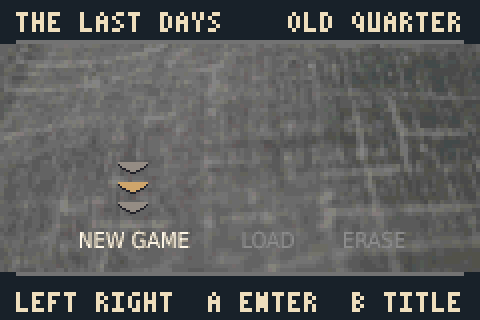 THE LAST DAYS OLD QUARTER
NEW GAME LOAD ERASE
LEFT RIGHT A ENTER B TITLE